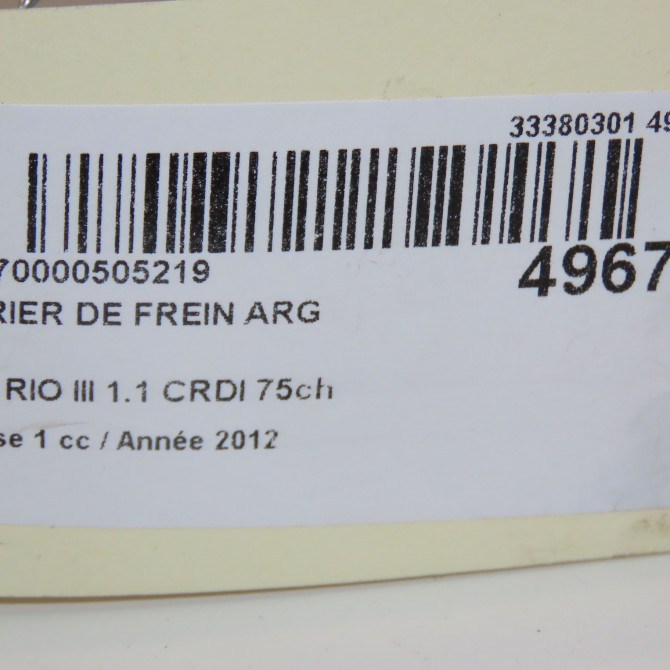 33380301 49
70000505219
4967
RIER DE FREIN ARG
RIO III 1.1 CRDI 75ch
se 1 cc / Année 2012